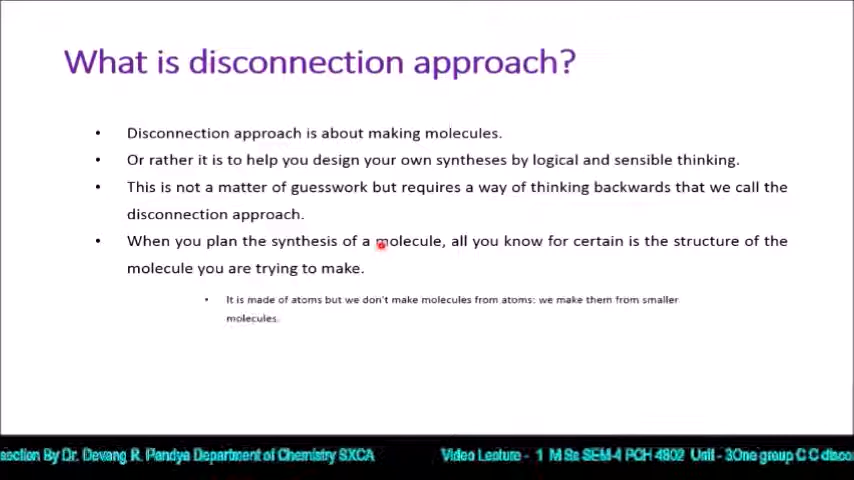 What is disconnection approach?
• Disconnection approach is about making molecules.
• Or rather it is to help you design your own syntheses by logical and sensible thinking.
• This is not a matter of guesswork but requires a way of thinking backwards that we call the
disconnection approach.
• When you plan the synthesis of a molecule, all you know for certain is the structure of the
molecule you are trying to make.
• It is made of atoms but we don't make molecules from atoms: we make them from smaller
molecules.
section By Dr. Devang R. Pandya Department of Chemistry SXCA Video Lecture - 1 M Sc SEM-4 PCH 4802 Unit - 3One group C C disco